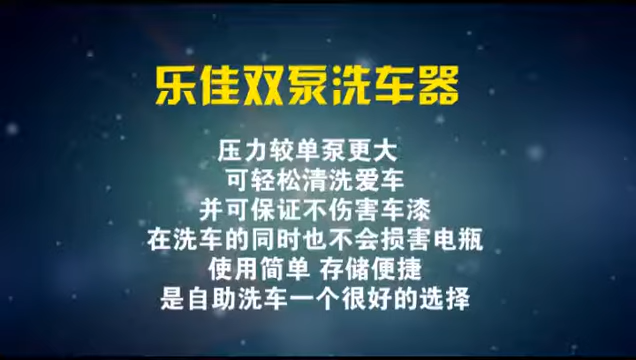 乐佳双泵洗车器
压力较单泵更大
可轻松清洗爱车
并可保证不伤害车漆
在洗车的同时也不会损害电瓶
使用简单 存储便捷
是自助洗车一个很好的选择